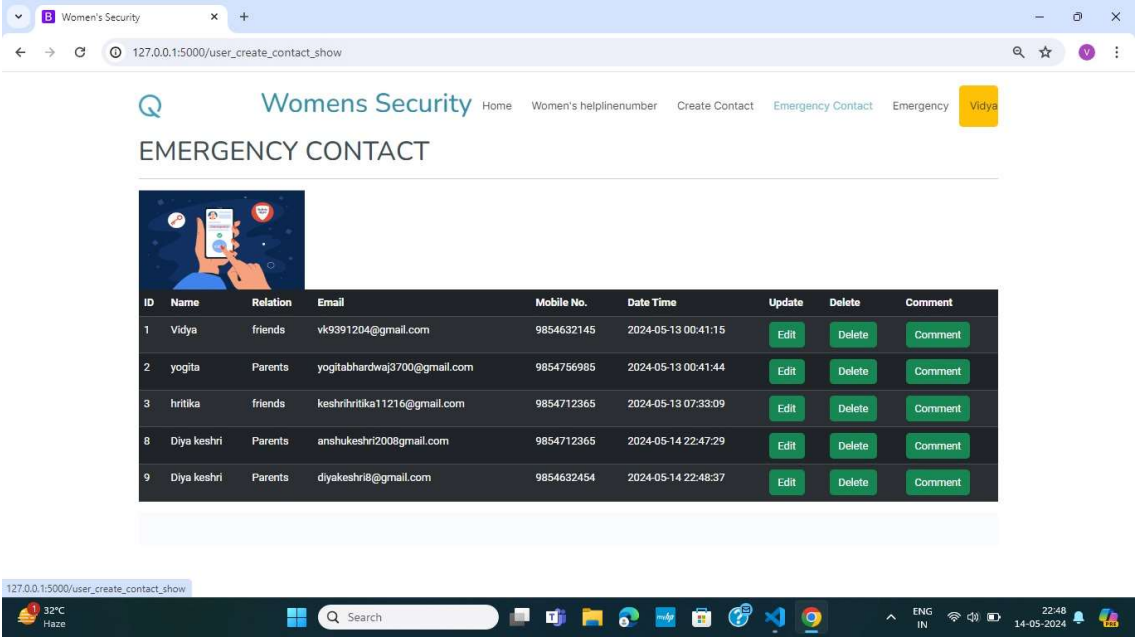 Women's Security
127.0.0.1:5000/user_create_contact_show
V
Womens Security Home Women's helplinenumber Create Contact Emergency Contact Emergency Vidya
EMERGENCY CONTACT
ID Name Relation Email Mobile No. Date Time Update Delete Comment
1 Vidya friends vk9391204@gmail.com 9854632145 2024-05-13 00:41:15 Edit Delete Comment
2 yogita Parents yogitabhardwaj3700@gmail.com 9854756985 2024-05-13 00:41:44 Edit Delete Comment
3 hritika friends keshrihritika11216@gmail.com 9854712365 2024-05-13 07:33:09 Edit Delete Comment
8 Diya keshri Parents anshukeshri2008gmail.com 9854712365 2024-05-14 22:47:29 Edit Delete Comment
9 Diya keshri Parents diyakeshri8@gmail.com 9854632454 2024-05-14 22:48:37 Edit Delete Comment
127.0.0.1:5000/user_create_contact_show
1 32°C Search ENG 22:48
Haze IN 14-05-2024